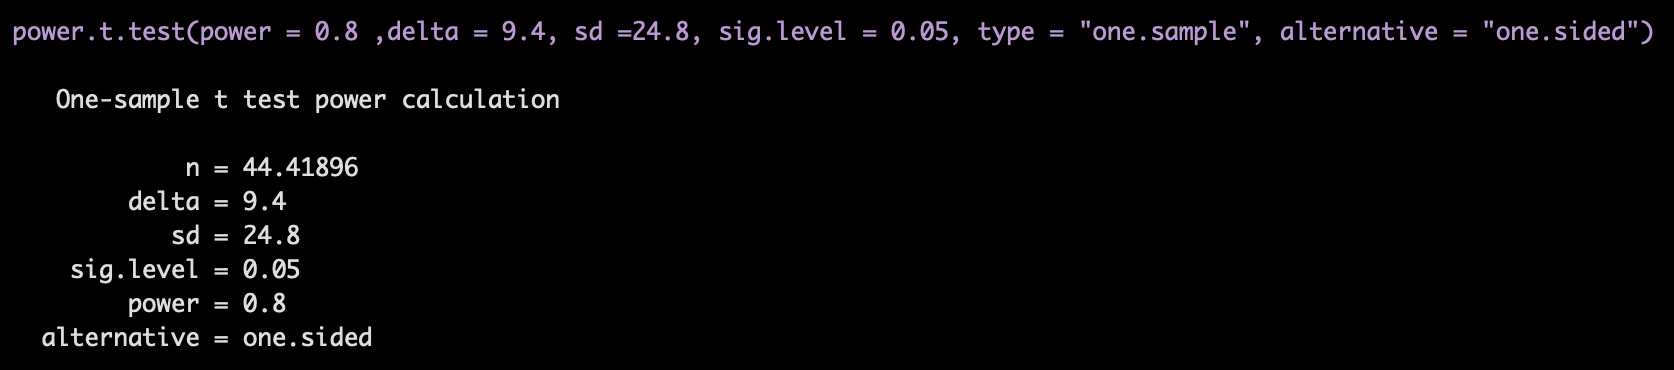 power.t.test(power = 0.8 ,delta = 9.4, sd =24.8, sig.level = 0.05, type = "one.sample", alternative = "one.sided")
One-sample t test power calculation
n = 44.41896
delta = 9.4
sd = 24.8
sig.level = 0.05
power = 0.8
alternative = one.sided